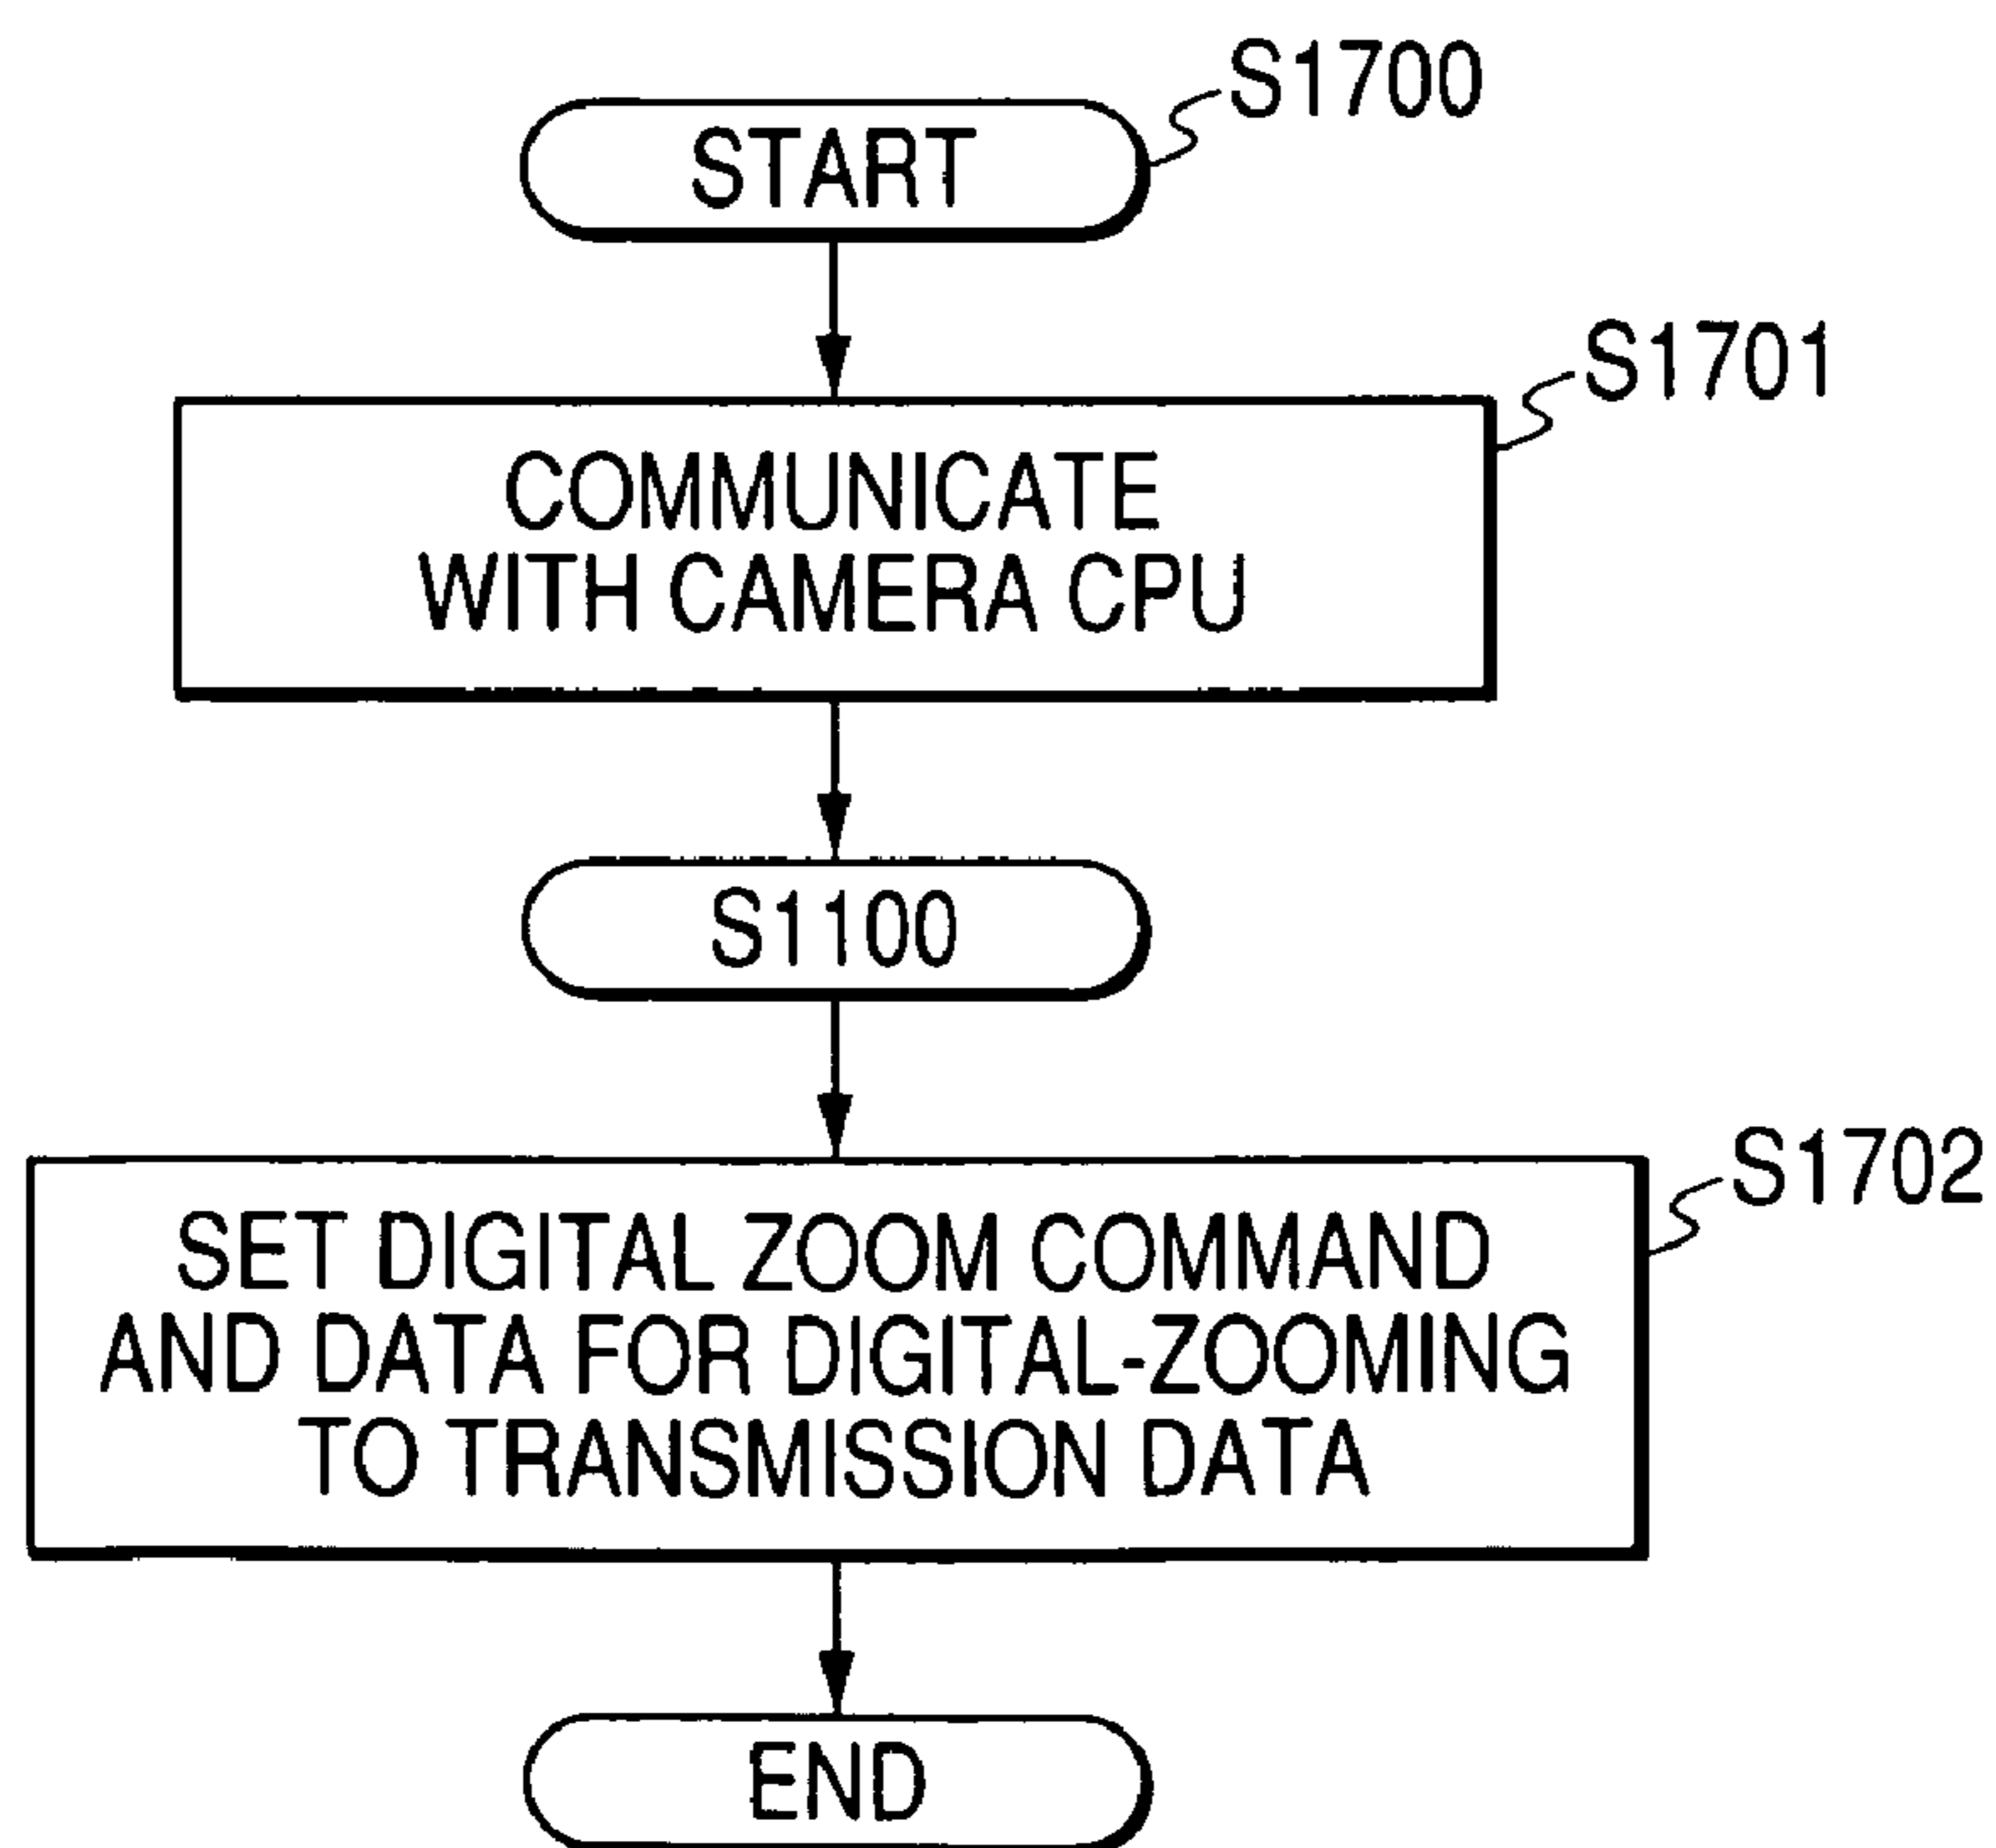 START
S1700
COMMUNICATE
WITH CAMERA CPU
S1701
S1100
SET DIGITAL ZOOM COMMAND
AND DATA FOR DIGITAL-ZOOMING
TO TRANSMISSION DATA
S1702
END